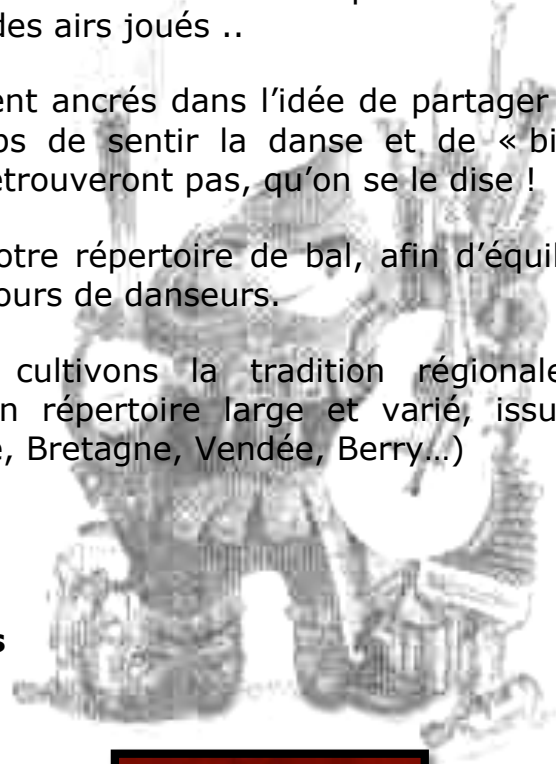 des airs joués ..
ent ancrés dans l’idée de partager
ps de sentir la danse et de « bi
etrouveront pas, qu’on se le dise !
otre répertoire de bal, afin d’équil
ours de danseurs.
cultivons la tradition régionale
n répertoire large et varié, issu
e, Bretagne, Vendée, Berry…)
s